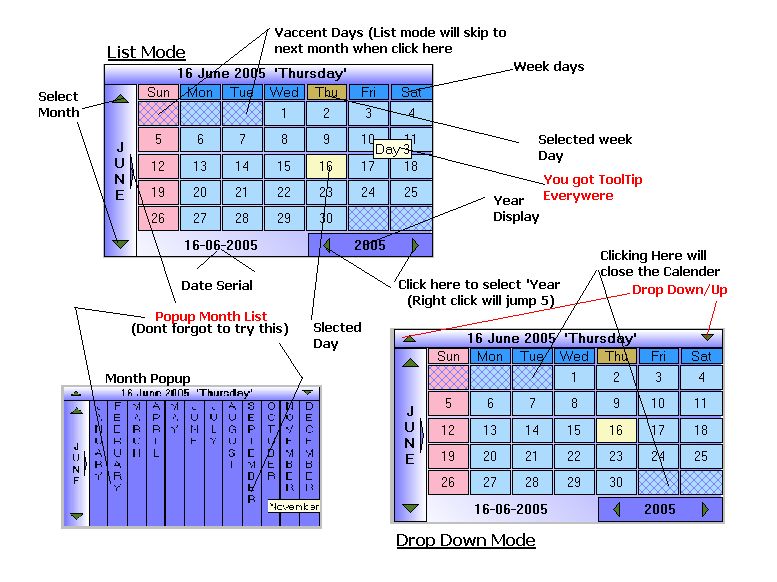 Vaccent Days (List mode will skip to
next month when click here
List Mode
16 June 2005 'Thursday'
Week days
Select
Month
Sun Mon Tue Wed Thu Fri Sat
1 2 3 4
5 6 7 8 9 10 11
Day 3
12 13 14 15 16 17 18
19 20 21 22 23 24 25
26 27 28 29 30
JUNE
16-06-2005
2005
Selected week
Day
You got ToolTip
Everywere
Year
Display
Date Serial
Click here to select 'Year
(Right click will jump 5)
Clicking Here will
close the Calender
Drop Down/Up
Popup Month List
(Dont forgot to try this)
Slected
Day
Month Popup
16 June 2005 'Thursday'
JUNE
JANUARY
FEBRUARY
MARCH
APRIL
MAY
JUNE
JULY
AUGUST
SEPTEMBER
OCTOBER
NOVEMBER
DECEMBER
November
16 June 2005 'Thursday'
Sun Mon Tue Wed Thu Fri Sat
1 2 3 4
5 6 7 8 9 10 11
12 13 14 15 16 17 18
19 20 21 22 23 24 25
26 27 28 29 30
JUNE
16-06-2005
2005
Drop Down Mode